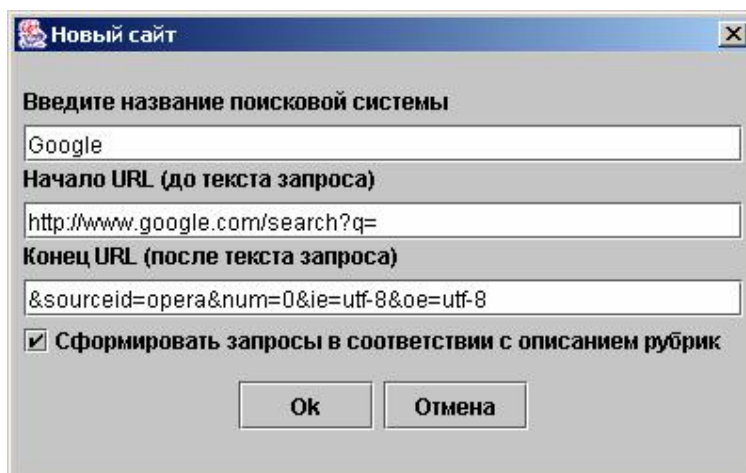 Новый сайт
Введите название поисковой системы
Google
Начало URL (до текста запроса)
http://www.google.com/search?q=
Конец URL (после текста запроса)
&sourceid=opera&num=0&ie=utf-8&oe=utf-8
Сформировать запросы в соответствии с описанием рубрик
Ok Отмена